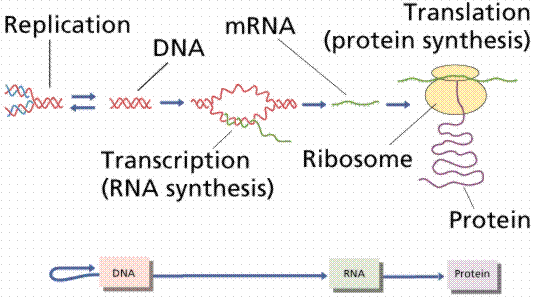 Replication
DNA
mRNA
Translation
(protein synthesis)
Transcription
(RNA synthesis)
Ribosome
Protein
DNA
RNA
Protein